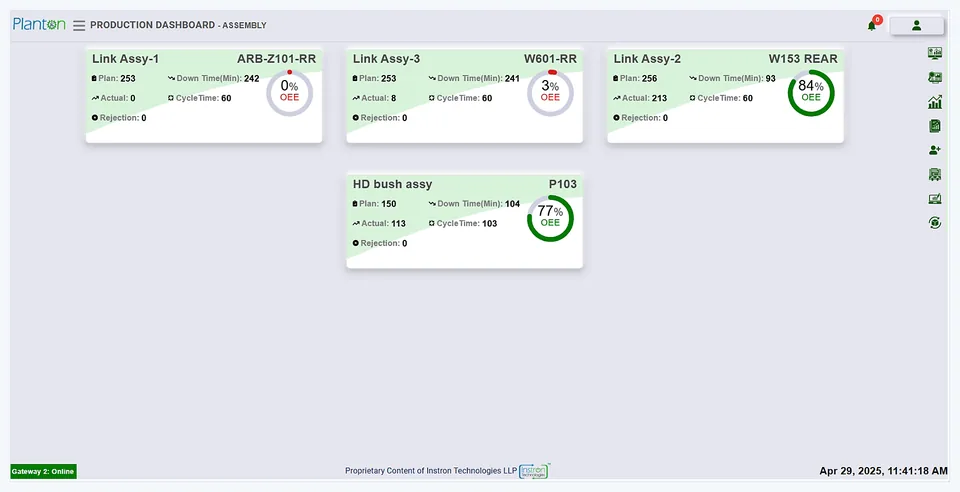 Planton PRODUCTION DASHBOARD - ASSEMBLY 0
Link Assy-1 ARB-Z101-RR
Plan: 253 Down Time(Min): 242
Actual: 0 CycleTime: 60
Rejection: 0
0%
OEE
Link Assy-3 W601-RR
Plan: 253 Down Time(Min): 241
Actual: 8 CycleTime: 60
Rejection: 0
3%
OEE
Link Assy-2 W153 REAR
Plan: 256 Down Time(Min): 93
Actual: 213 CycleTime: 60
Rejection: 0
84%
OEE
HD bush assy P103
Plan: 150 Down Time(Min): 104
Actual: 113 CycleTime: 103
Rejection: 0
77%
OEE
Gateway 2: Online
Proprietary Content of Instron Technologies LLP Instron Technologies
Apr 29, 2025, 11:41:18 AM